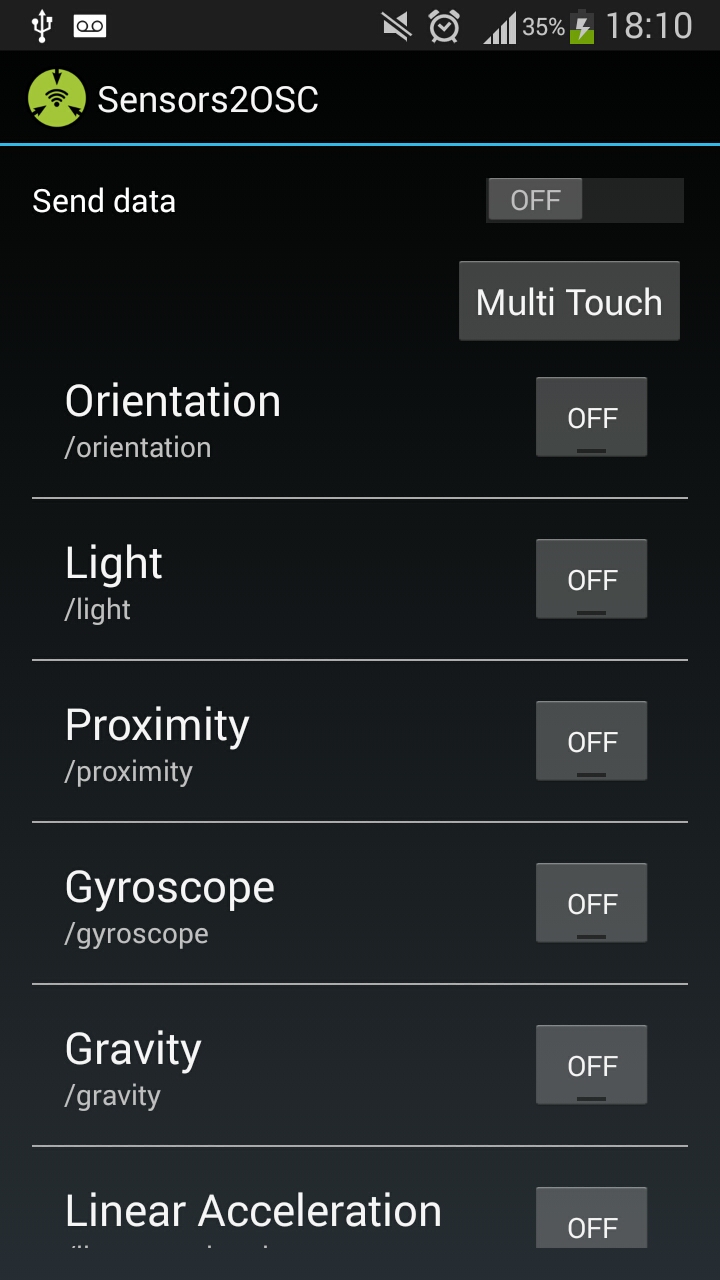 35% 18:10
Sensors2OSC
Send data OFF
Multi Touch
Orientation OFF
/orientation
Light OFF
/light
Proximity OFF
/proximity
Gyroscope OFF
/gyroscope
Gravity OFF
/gravity
Linear Acceleration OFF